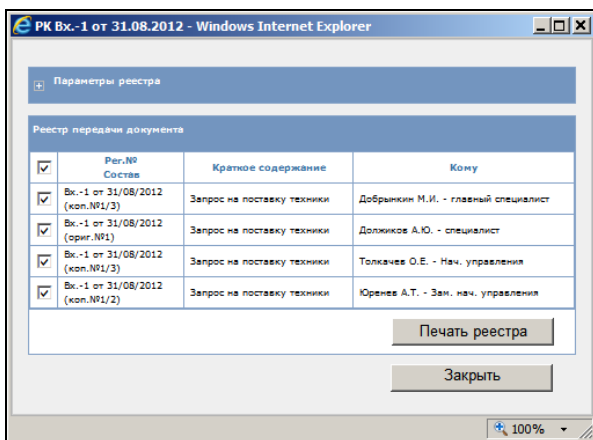 РК Вх.-1 от 31.08.2012 - Windows Internet Explorer
Параметры реестра
Реестр передачи документа
Рег.№ Состав Краткое содержание Кому
Вх.-1 от 31/08/2012 (коп.№1/3) Запрос на поставку техники Добрынкин М.И. - главный специалист
Вх.-1 от 31/08/2012 (ориг.№1) Запрос на поставку техники Должиков А.Ю. - специалист
Вх.-1 от 31/08/2012 (коп.№1/3) Запрос на поставку техники Толкачев О.Е. - Нач. управления
Вх.-1 от 31/08/2012 (коп.№1/2) Запрос на поставку техники Юренев А.Т. - Зам. нач. управления
Печать реестра
Закрыть
100%